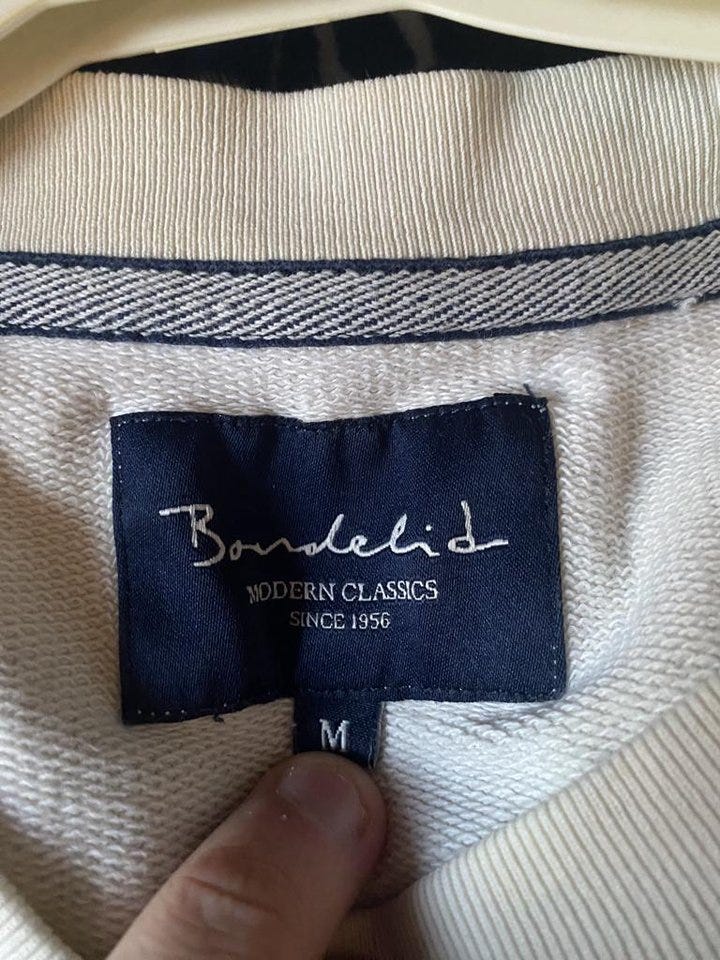 Bondelid
MODERN CLASSICS
SINCE 1956
M